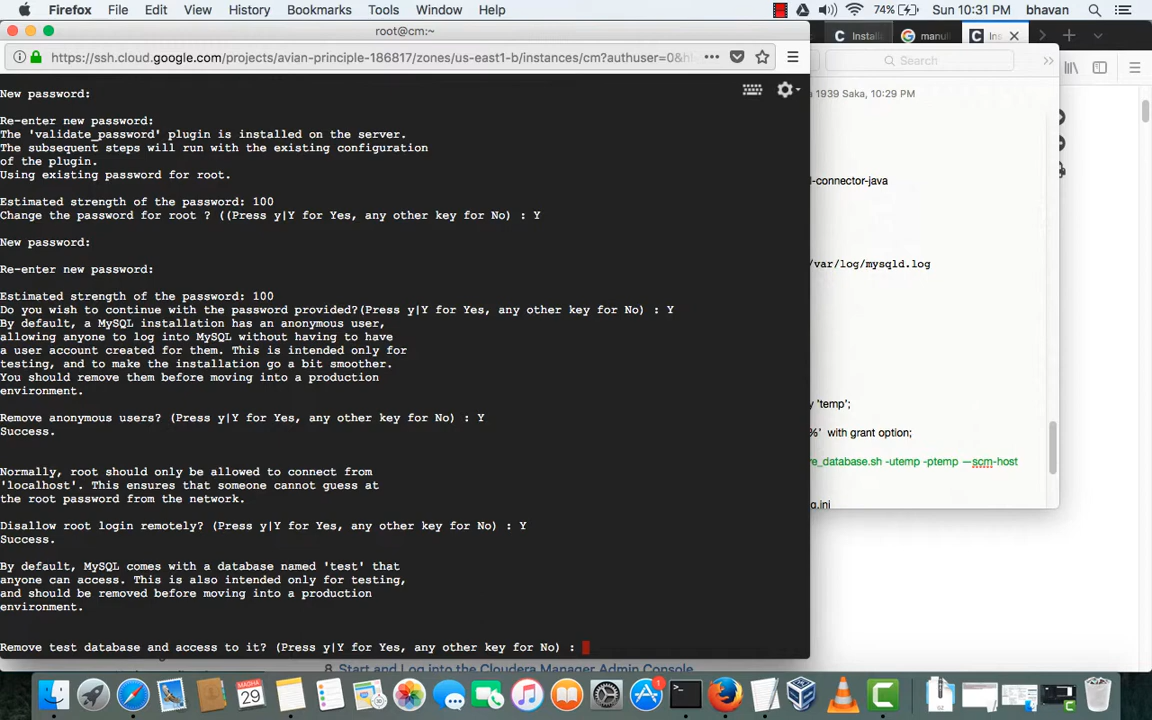 Firefox File Edit View History Bookmarks Tools Window Help 74% Sun 10:31 PM bhavan
root@cm:~
https://ssh.cloud.google.com/projects/avian-principle-186817/zones/us-east1-b/instances/cm?authuser=0&h
Install
manu
Ins
Search
1939 Saka, 10:29 PM
New password:
Re-enter new password:
The 'validate_password' plugin is installed on the server.
The subsequent steps will run with the existing configuration
of the plugin.
Using existing password for root.
Estimated strength of the password: 100
Change the password for root ? ((Press y|Y for Yes, any other key for No) : Y
New password:
Re-enter new password:
Estimated strength of the password: 100
Do you wish to continue with the password provided?(Press y|Y for Yes, any other key for No) : Y
By default, a MySQL installation has an anonymous user,
allowing anyone to log into MySQL without having to have
a user account created for them. This is intended only for
testing, and to make the installation go a bit smoother.
You should remove them before moving into a production
environment.
Remove anonymous users? (Press y|Y for Yes, any other key for No) : Y
Success.
Normally, root should only be allowed to connect from
'localhost'. This ensures that someone cannot guess at
the root password from the network.
Disallow root login remotely? (Press y|Y for Yes, any other key for No) : Y
Success.
By default, MySQL comes with a database named 'test' that
anyone can access. This is also intended only for testing,
and should be removed before moving into a production
environment.
Remove test database and access to it? (Press y|Y for Yes, any other key for No) :
l-connector-java
/var/log/mysqld.log
y 'temp';
%' with grant option;
re_database.sh -utemp -ptemp —scm-host
g.ini
8. Start and Log into the Cloudera Manager Admin Console
NOV
29